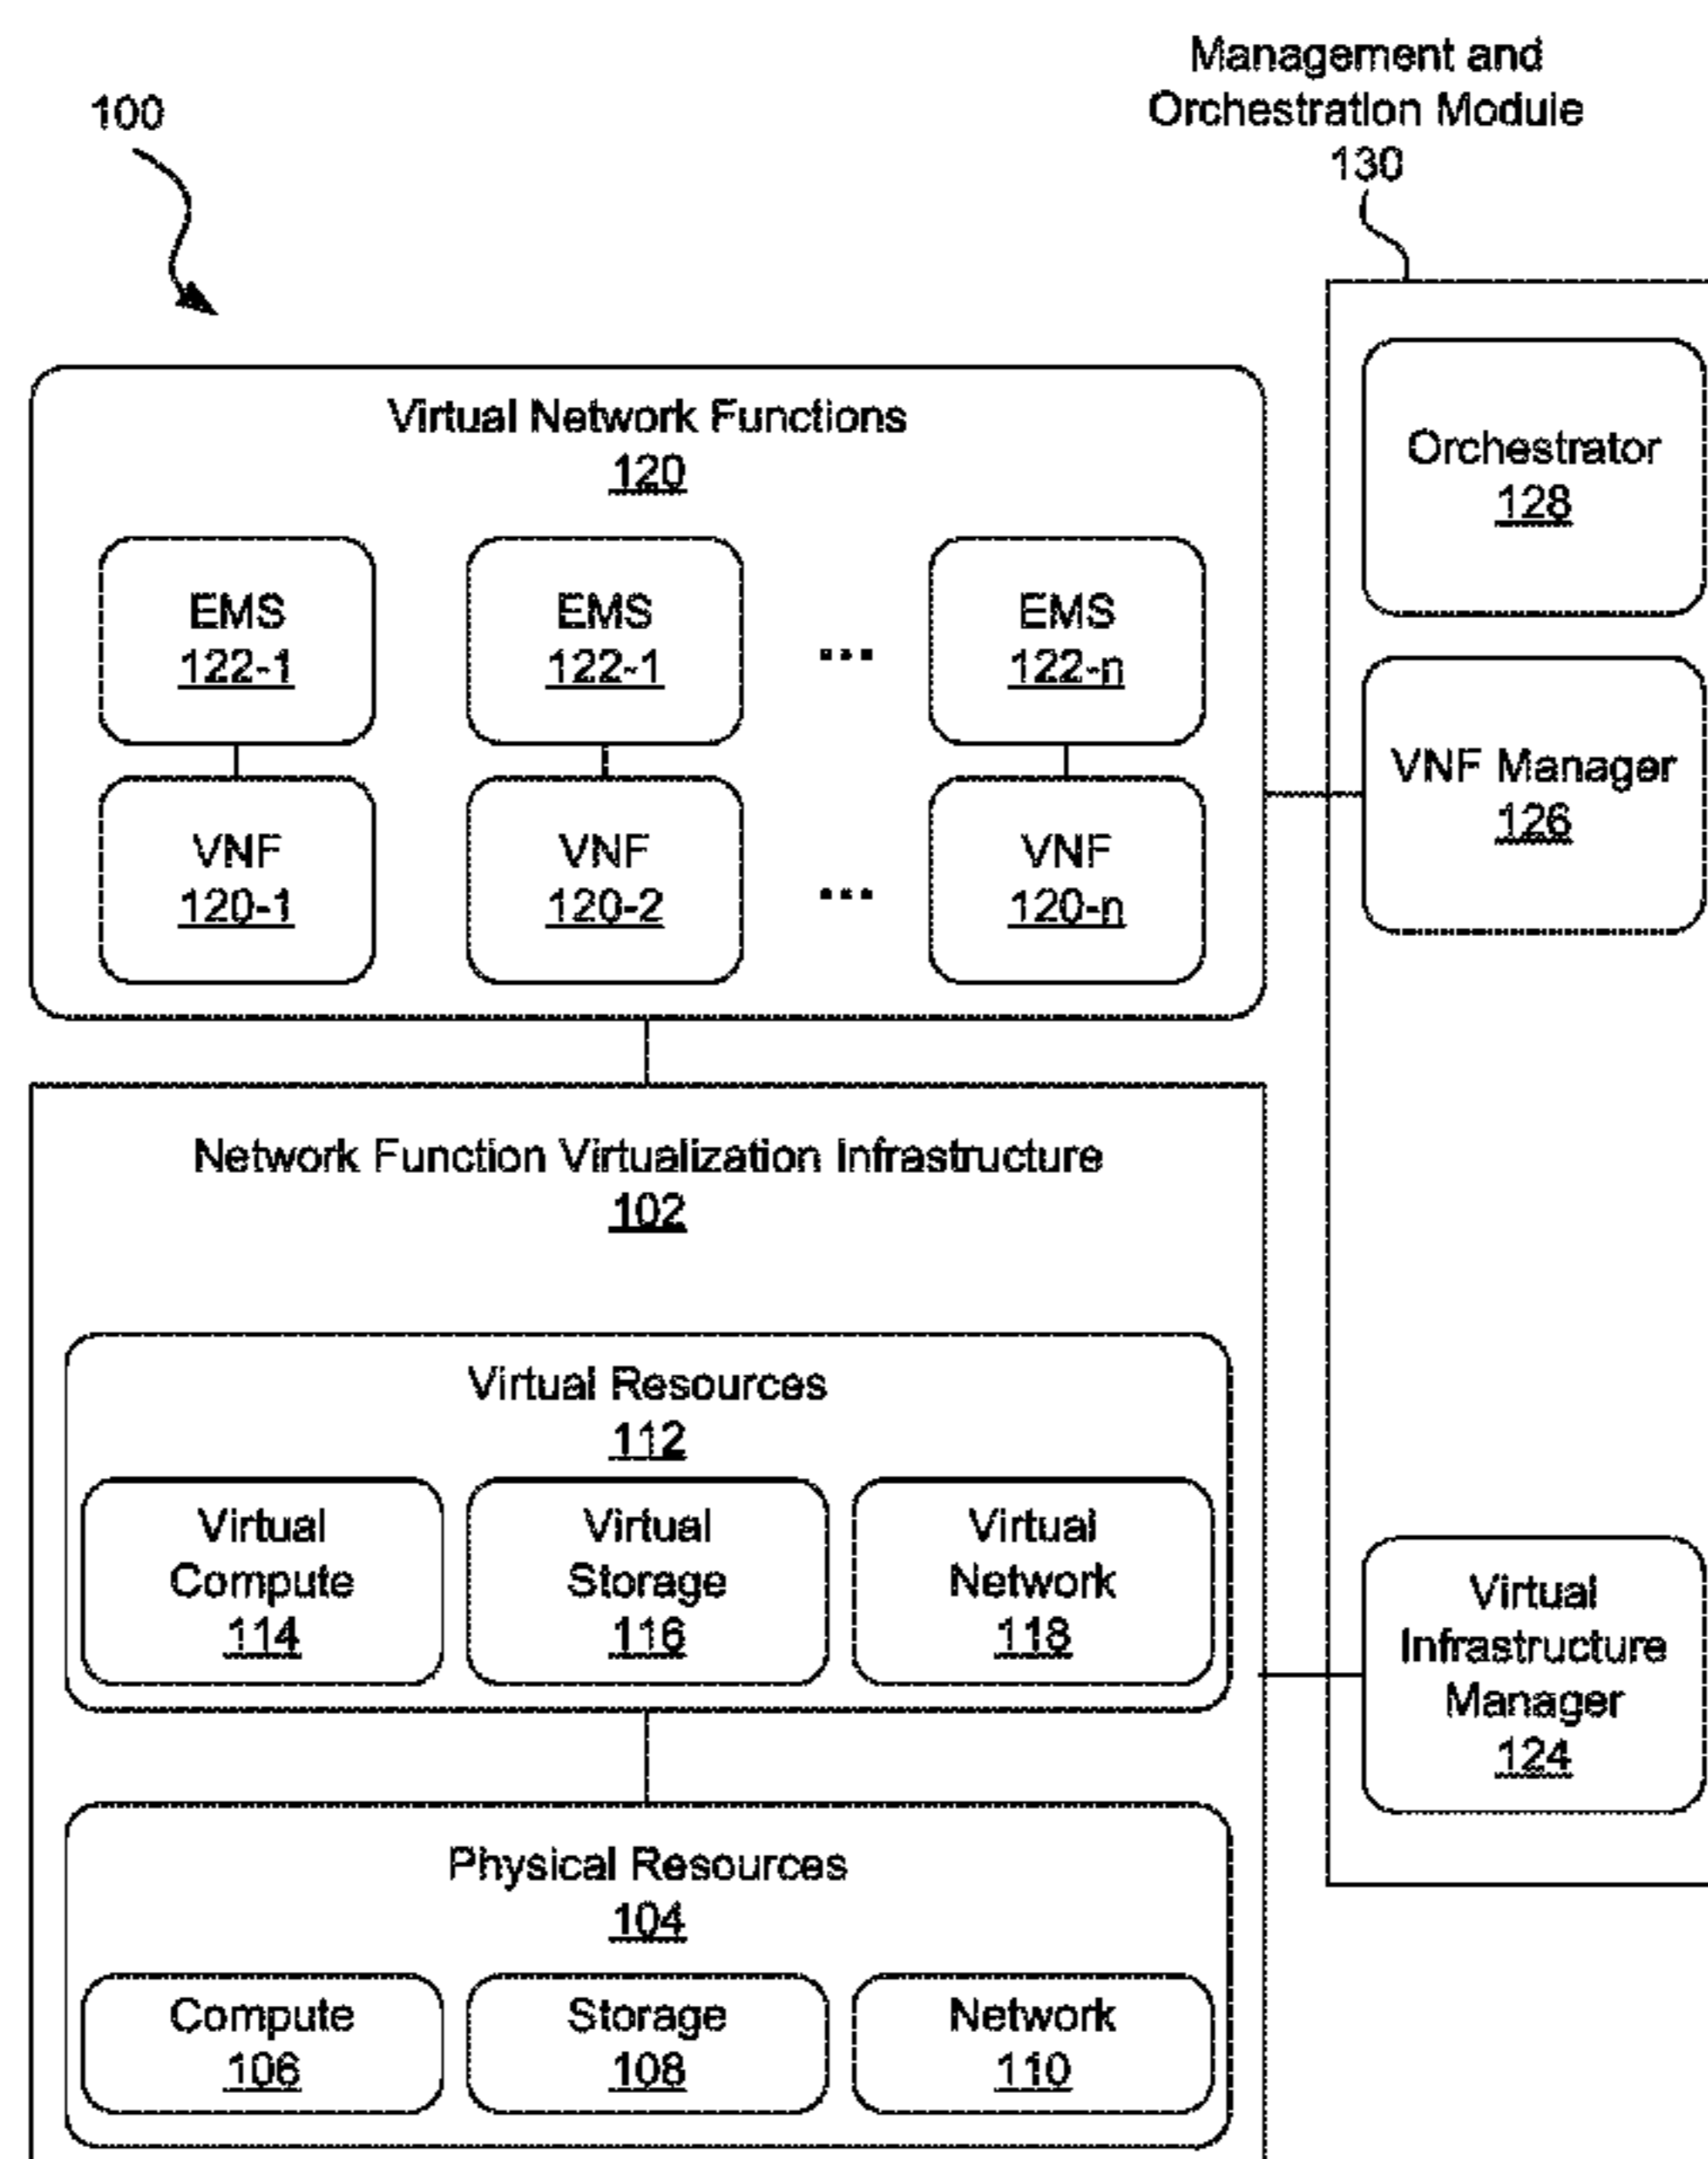 Management and
Orchestration Module
130
100
Virtual Network Functions
120
EMS
122-1
EMS
122-1
...
EMS
122-n
VNF
120-1
VNF
120-2
...
VNF
120-n
Orchestrator
128
VNF Manager
126
Network Function Virtualization Infrastructure
102
Virtual Resources
112
Virtual
Compute
114
Virtual
Storage
116
Virtual
Network
118
Virtual
Infrastructure
Manager
124
Physical Resources
104
Compute
106
Storage
108
Network
110